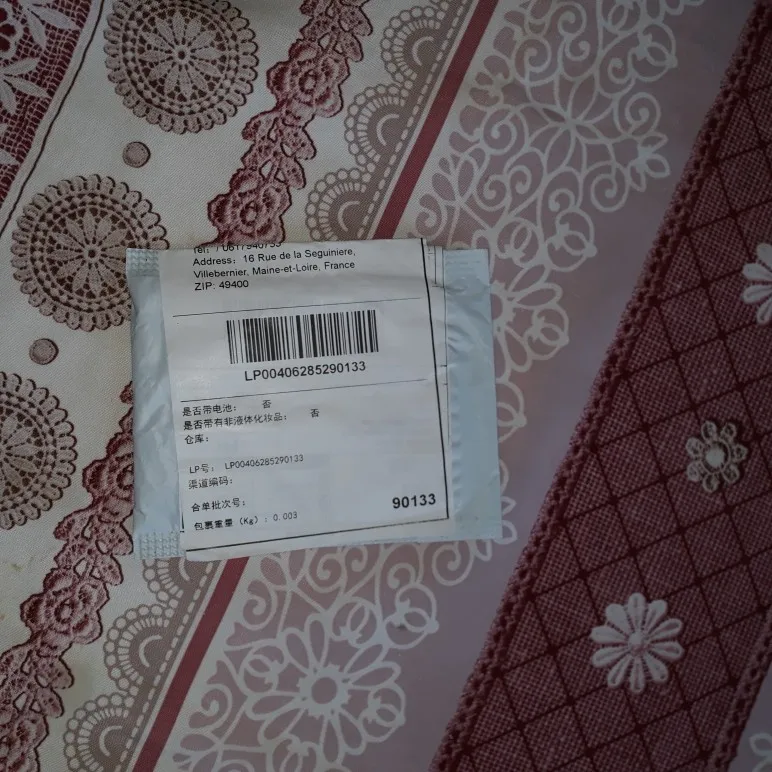 Address: 16 Rue de la Seguiniere,
Villebernier, Maine-et-Loire, France
ZIP: 49400
LP00406285290133
是否带电池： 否
是否带有非液体化妆品： 否
仓库：
LP号： LP00406285290133
渠道编码：
合单批次号：
90133
包裹重量（Kg）: 0.003